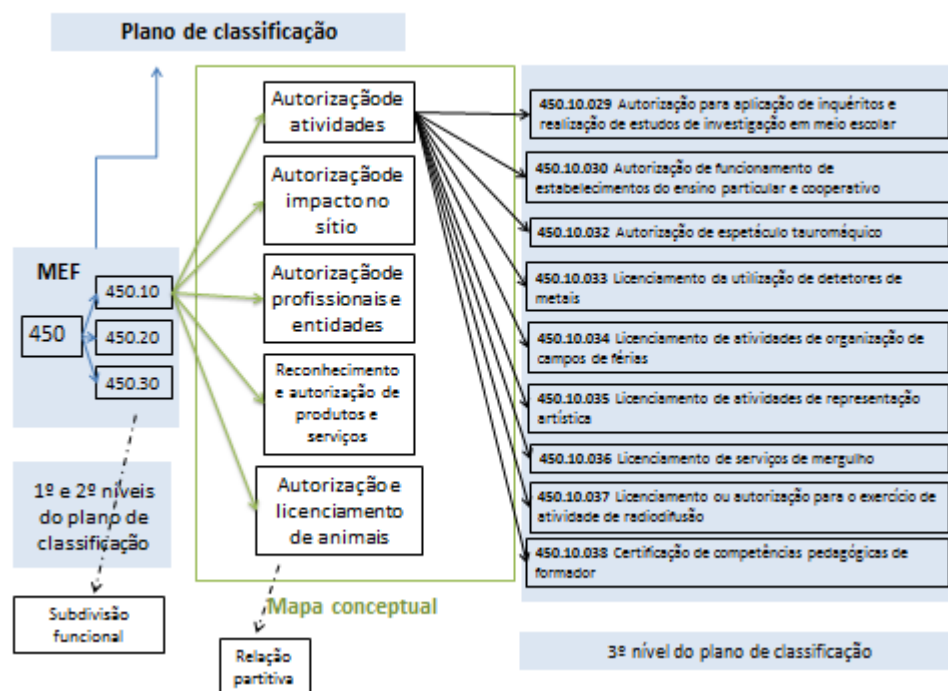 Plano de classificação
MEF
450
450.10
450.20
450.30
1º e 2º níveis
do plano de
classificação
Subdivisão
funcional
Autorizaçãode
atividades
Autorizaçãode
impacto no
sítio
Autorizaçãode
profissionais e
entidades
Reconhecimento
e autorização de
produtos e
serviços
Autorização e
licenciamento
de animais
Mapa conceptual
Relação
partitiva
450.10.029 Autorização para aplicação de inquéritos e
realização de estudos de investigação em meio escolar
450.10.030 Autorização de funcionamento de
estabelecimentos do ensino particular e cooperativo
450.10.032 Autorização de espetáculo tauromáquico
450.10.033 Licenciamento da utilização de detetores de
metais
450.10.034 Licenciamento de atividades de organização de
campos de férias
450.10.035 Licenciamento de atividades de representação
artística
450.10.036 Licenciamento de serviços de mergulho
450.10.037 Licenciamento ou autorização para o exercício de
atividade de radiodifusão
450.10.038 Certificação de competências pedagógicas de
formador
3º nível do plano de classificação